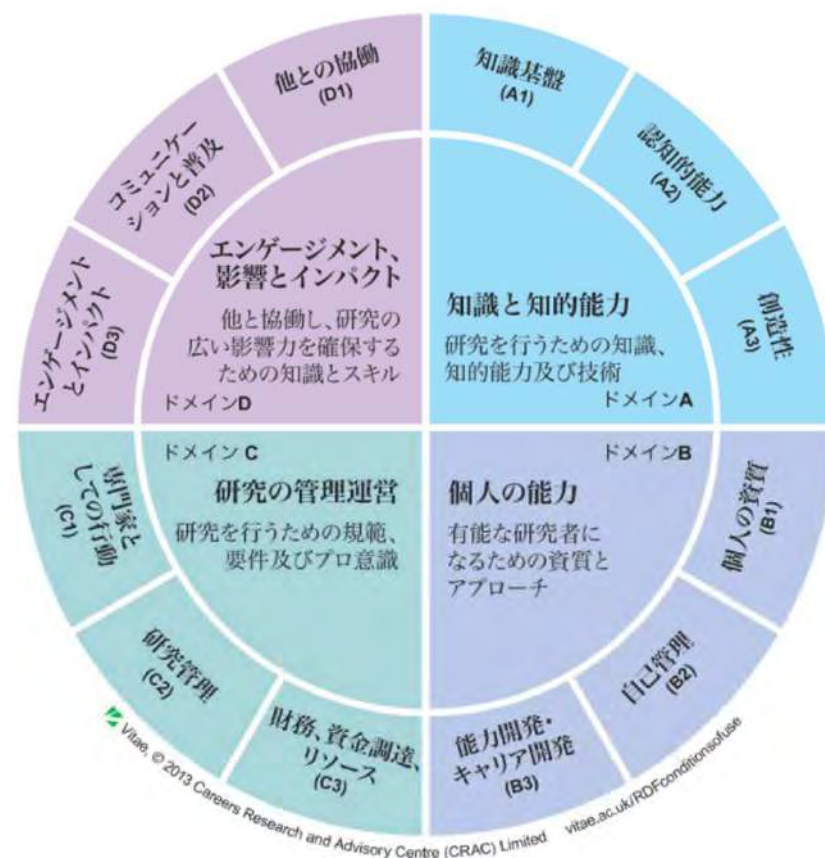 他との協働
(D1)
知識基盤
(A1)
認知的能力
(A2)
創造性
(A3)
コミュニケー
ションと普及
(D2)
エンゲージメント
とインパクト
(D3)
エンゲージメント、
影響とインパクト
他と協働し、研究の
広い影響力を確保する
ための知識とスキル
ドメインD
知識と知的能力
研究を行うための知識、
知的能力及び技術
ドメインA
ドメイン C
研究の管理運営
研究を行うための規範、
要件及びプロ意識
ドメインB
個人の能力
有能な研究者に
なるための資質と
アプローチ
個人の資質
(B1)
自己管理
(B2)
能力開発・
キャリア開発
(B3)
専門家と
しての行動
(C1)
研究管理
(C2)
財務、資金調達、
リソース
(C3)
Vitae, © 2013 Careers Research and Advisory Centre (CRAC) Limited
vitae.ac.uk/RDFconditionsofuse